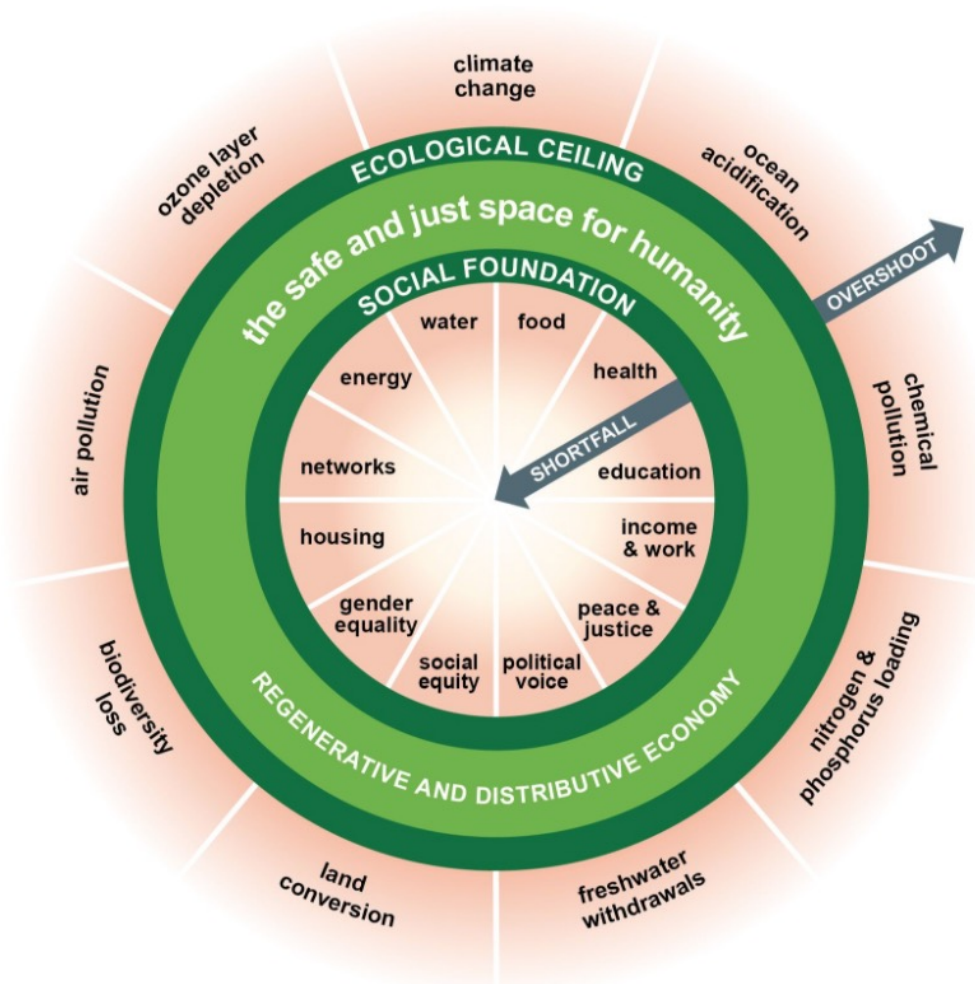 climate
change
ocean
acidification
chemical
pollution
nitrogen &
phosphorus loading
freshwater
withdrawals
land
conversion
biodiversity
loss
air pollution
ozone layer
depletion
OVERSHOOT
ECOLOGICAL CEILING
the safe and just space for humanity
SOCIAL FOUNDATION
water
food
energy
health
SHORTFALL
networks
education
housing
income
& work
gender
equality
peace &
justice
social
equity
political
voice
REGENERATIVE AND DISTRIBUTIVE ECONOMY